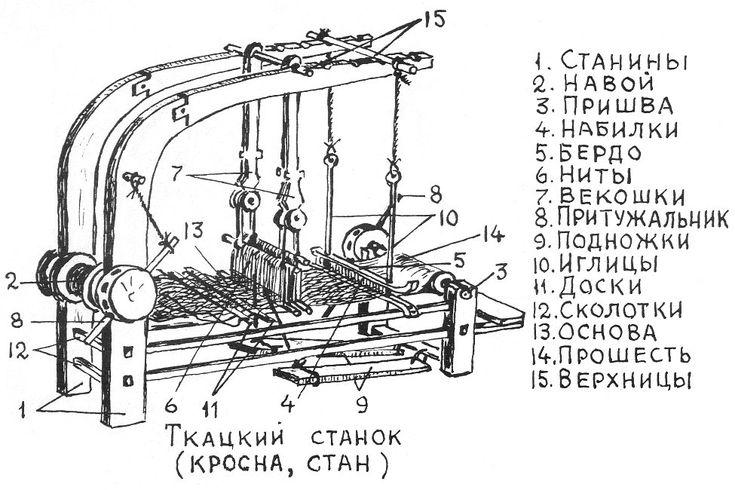 15
1. СТАНИНЫ
2. НАВОЙ
3. ПРИШВА
4. НАБИЛКИ
5. БЕРДО
6. НИТЫ
7. ВЕКОШКИ
8. ПРИТУЖАЛЬНИК
9. ПОДНОЖКИ
10. ИГЛИЦЫ
11. ДОСКИ
12. СКОЛОТКИ
13. ОСНОВА
14. ПРОШЕСТЬ
15. ВЕРХНИЦЫ
7
8
10
13
14
2
5
3
8
12
1
6
11
4
9
ТКАЦКИЙ СТАНОК
(КРОСНА, СТАН)